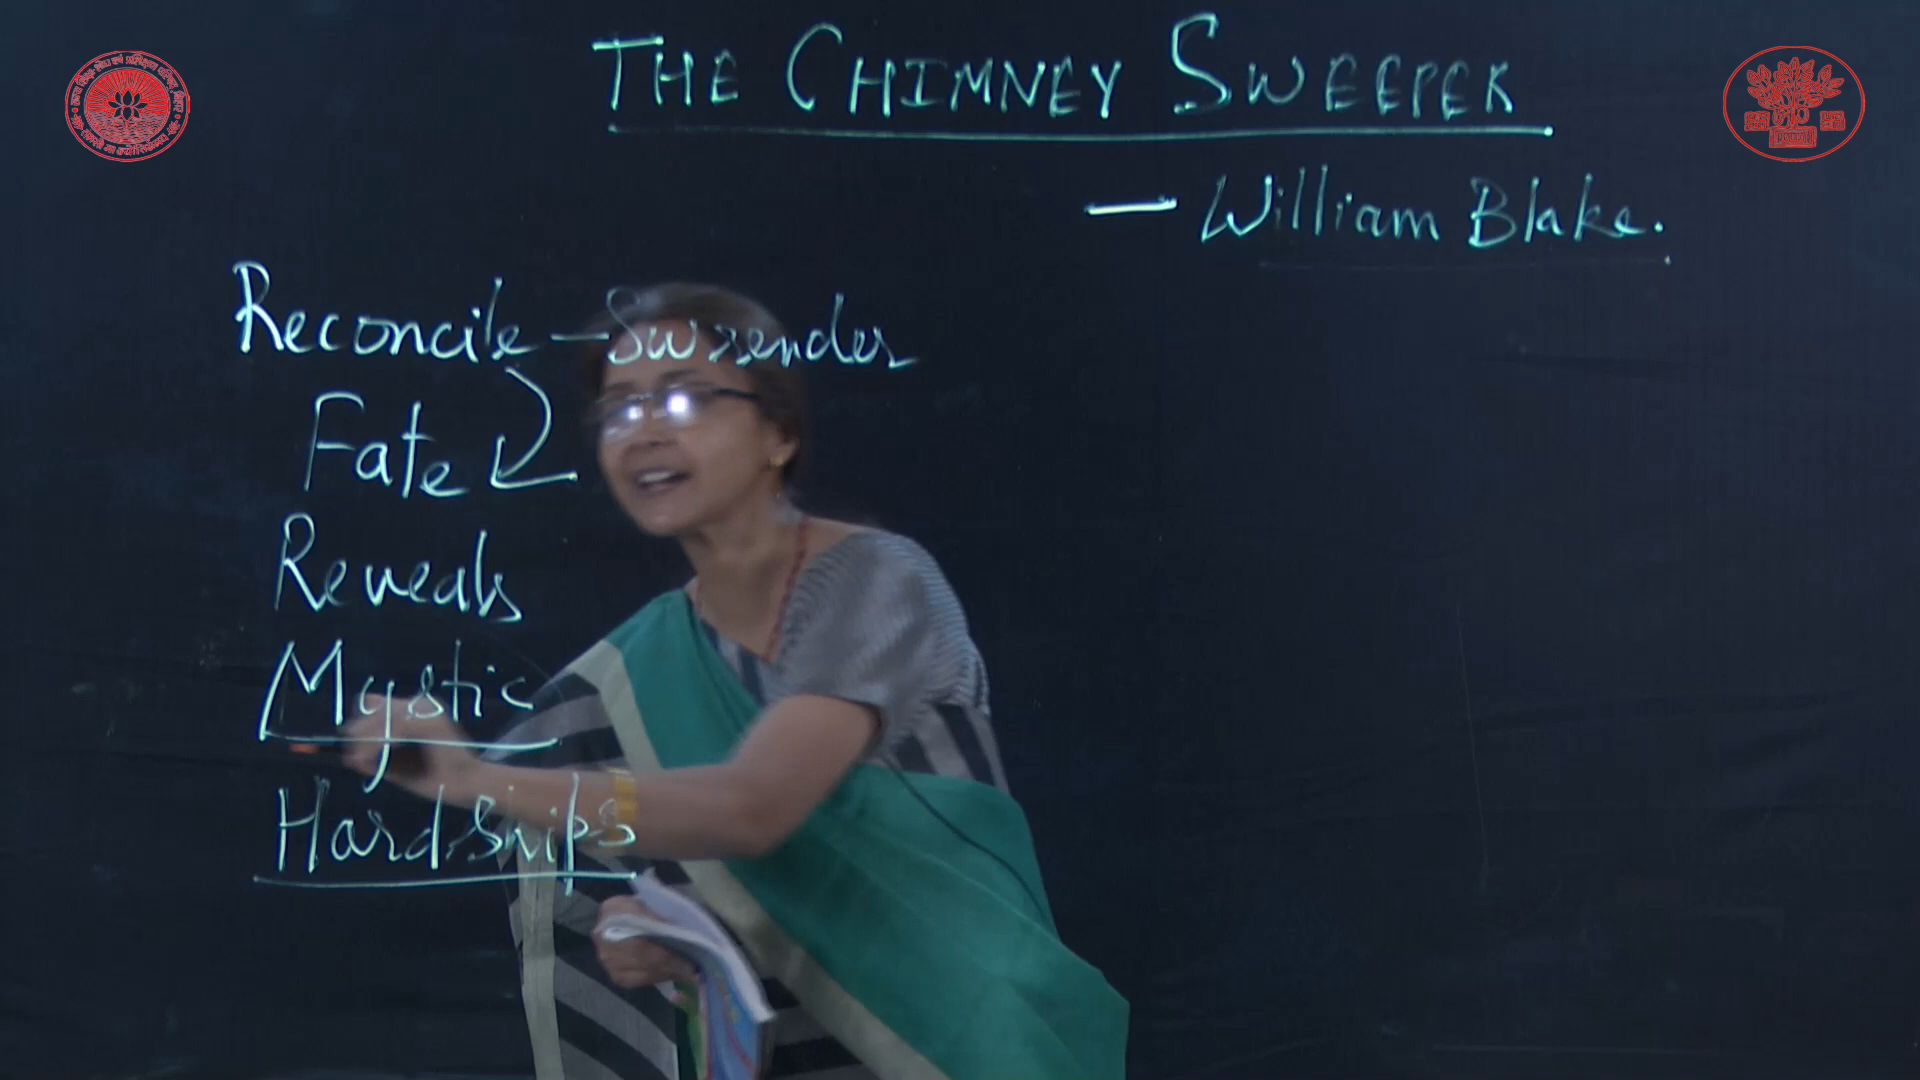 THE CHIMNEY SWEEPER
— William Blake.
Reconcile — Surrender
Fate
Reveals
Mystic
Hardships